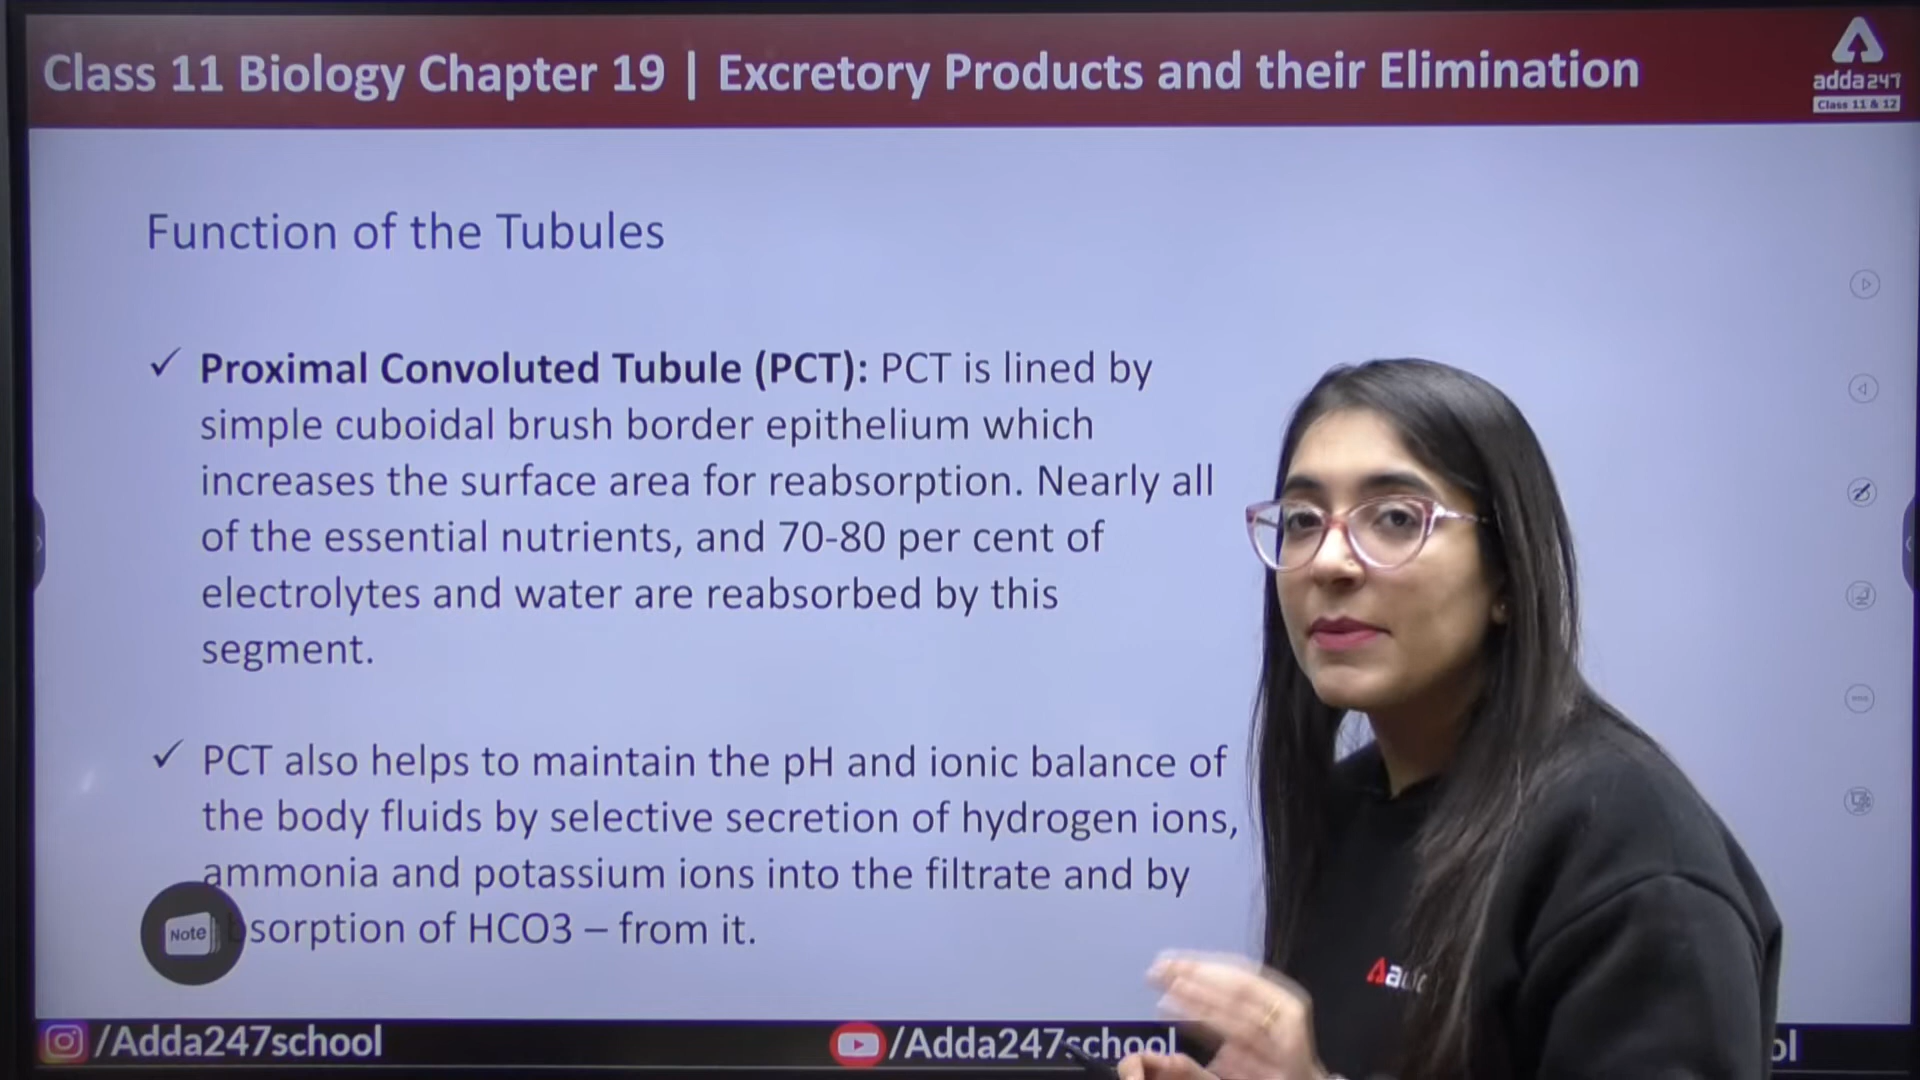 Class 11 Biology Chapter 19 | Excretory Products and their Elimination
adda247
Class 11 & 12
Function of the Tubules
✓ Proximal Convoluted Tubule (PCT): PCT is lined by
simple cuboidal brush border epithelium which
increases the surface area for reabsorption. Nearly all
of the essential nutrients, and 70-80 per cent of
electrolytes and water are reabsorbed by this
segment.
✓ PCT also helps to maintain the pH and ionic balance of
the body fluids by selective secretion of hydrogen ions,
ammonia and potassium ions into the filtrate and by
bsorption of HCO3 – from it.
Note
/Adda247school
/Adda247school